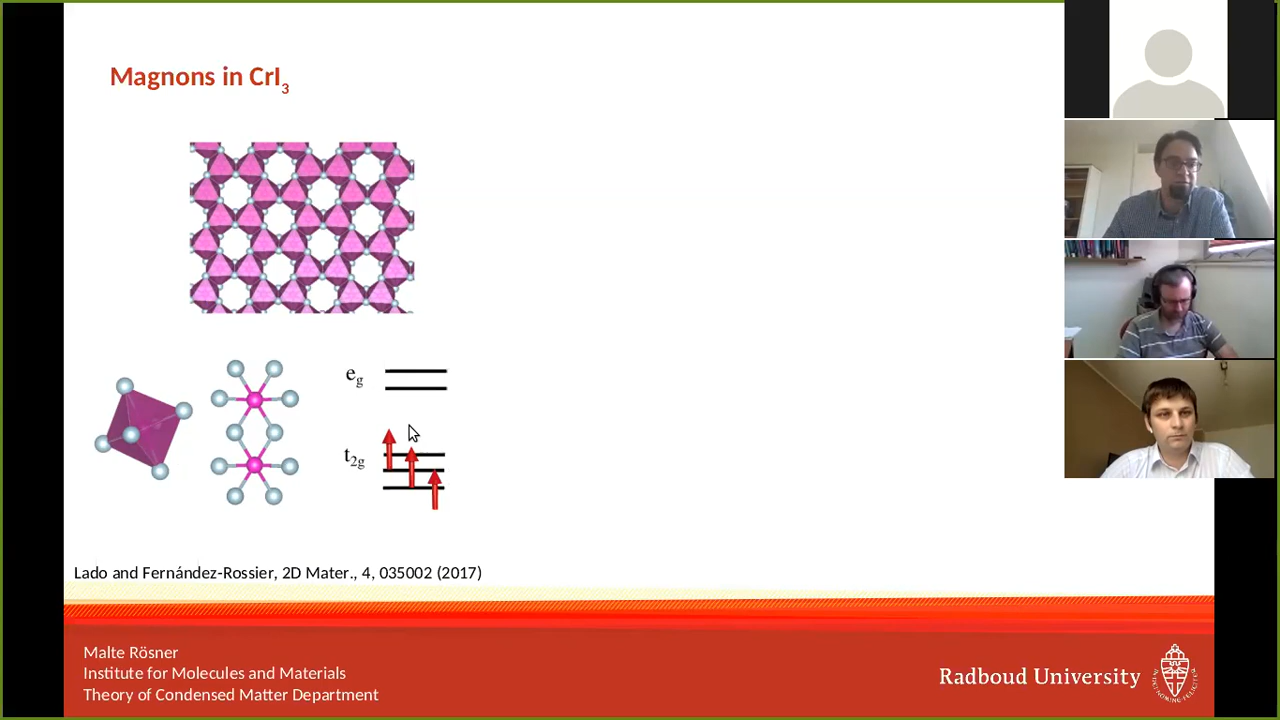 Magnons in CrI3
eg
t2g
Lado and Fernández-Rossier, 2D Mater., 4, 035002 (2017)
Malte Rösner
Institute for Molecules and Materials
Theory of Condensed Matter Department
Radboud University